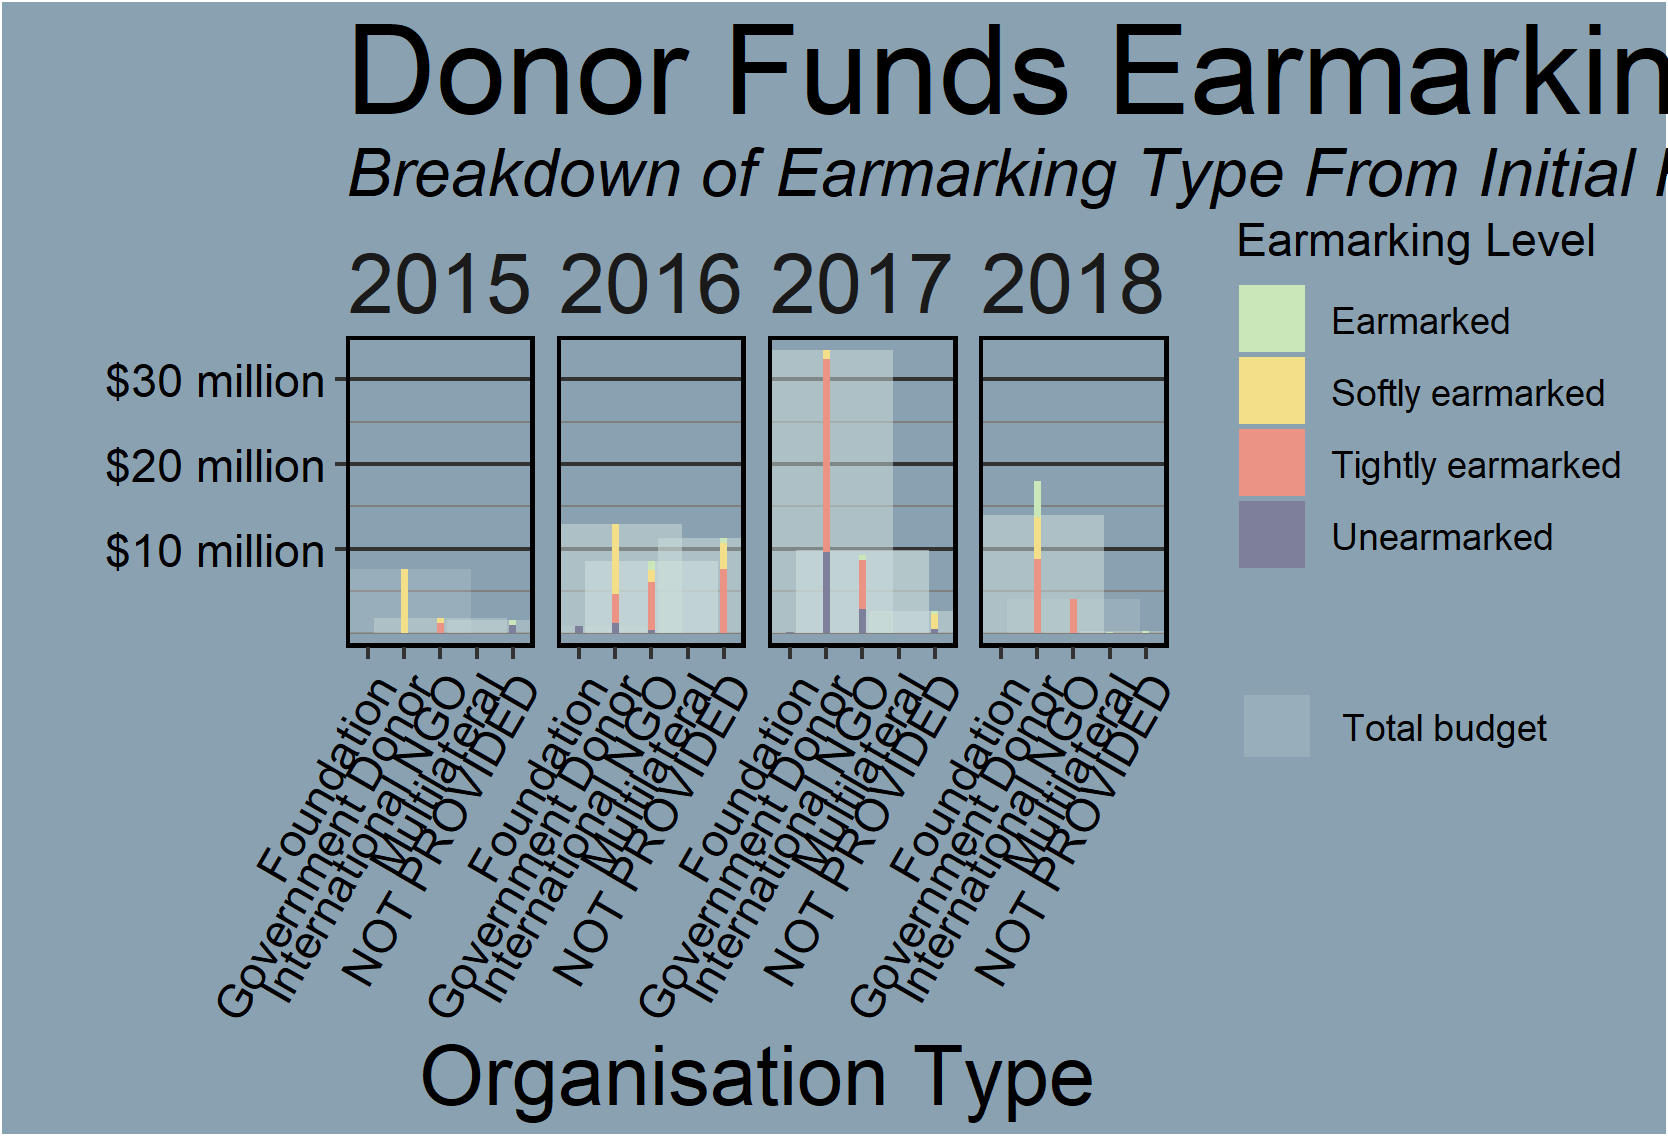 Donor Funds Earmarkin
Breakdown of Earmarking Type From Initial
2015 2016 2017 2018
$30 million
$20 million
$10 million
Foundation
Government Donor
International NGO
Multilateral
NOT PROVIDED
Foundation
Government Donor
International NGO
Multilateral
NOT PROVIDED
Foundation
Government Donor
International NGO
Multilateral
NOT PROVIDED
Foundation
Government Donor
International NGO
Multilateral
NOT PROVIDED
Organisation Type
Earmarking Level
Earmarked
Softly earmarked
Tightly earmarked
Unearmarked
Total budget